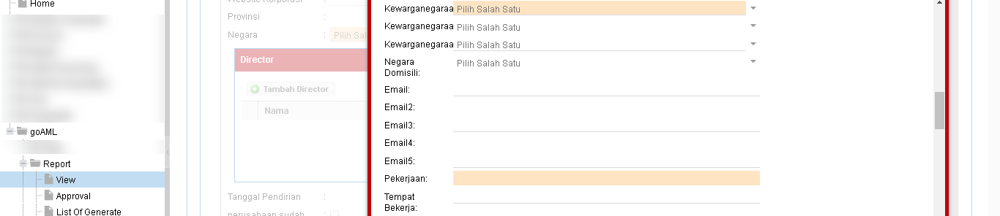 Home
goAML
Report
View
Approval
List Of Generate
Website Korporasi :
Provinsi :
Negara : Pilih Sal
Director
Tambah Director
Nama
Tanggal Pendirian :
perusahaan sudah :
Kewarganegaraa Pilih Salah Satu
Kewarganegaraa Pilih Salah Satu
Kewarganegaraa Pilih Salah Satu
Negara Pilih Salah Satu
Domisili:
Email:
Email2:
Email3:
Email4:
Email5:
Pekerjaan:
Tempat
Bekerja: